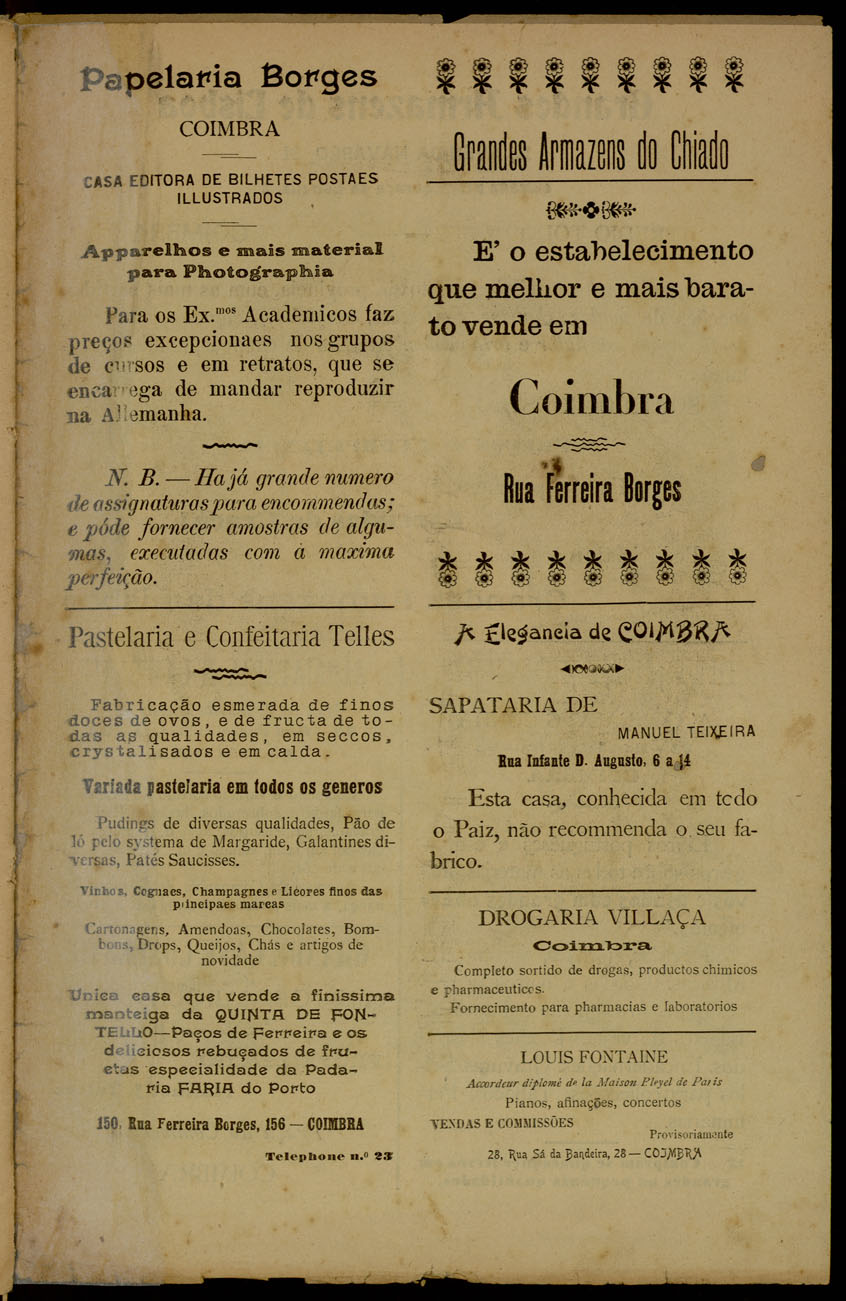 Papelaria Borges
COIMBRA
CASA EDITORA DE BILHETES POSTAES
ILLUSTRADOS
Apparelhos e mais material
para Photographia
Para os Ex.mos Academicos faz
preços excepcionaes nos grupos
de cursos e em retratos, que se
encarrega de mandar reproduzir
na Allemanha.
N. B. — Ha já grande numero
de assignaturas para encommendas;
e póde fornecer amostras de algu-
mas, executadas com a maxima
perfeição.
Pastelaria e Confeitaria Telles
Fabricação esmerada de finos
doces de ovos, e de fructa de to-
das as qualidades, em seccos,
crystalisados e em calda.
Variada pastelaria em todos os generos
Pudings de diversas qualidades, Pão de
ló pelo systema de Margaride, Galantines di-
versas, Patés Saucisses.
Vinhos, Cognacs, Champagnes e Licores finos das
principaes marcas
Cartonagens, Amendoas, Chocolates, Bom-
bons, Drops, Queijos, Chás e artigos de
novidade
Unica casa que vende a finissima
manteiga da QUINTA DE FON-
TELLO—Paços de Ferreira e os
deliciosos rebuçados de fru-
ctas especialidade da Pada-
ria FARIA do Porto
150, Rua Ferreira Borges, 156 — COIMBRA
Telephone n.º 23
Grandes Armazens do Chiado
E' o estabelecimento
que melhor e mais bara-
to vende em
Coimbra
Rua Ferreira Borges
A Elegancia de COIMBRA
SAPATARIA DE
MANUEL TEIXEIRA
Rua Infante D. Augusto, 6 a 14
Esta casa, conhecida em todo
o Paiz, não recommenda o seu fa-
brico.
DROGARIA VILLAÇA
Coimbra
Completo sortido de drogas, productos chimicos
e pharmaceuticos.
Fornecimento para pharmacias e laboratorios
LOUIS FONTAINE
Accordeur diplomé de la Maison Pleyel de Paris
Pianos, afinações, concertos
VENDAS E COMMISSÕES
Provisoriamente
28, Rua Sá da Bandeira, 28 — COIMBRA